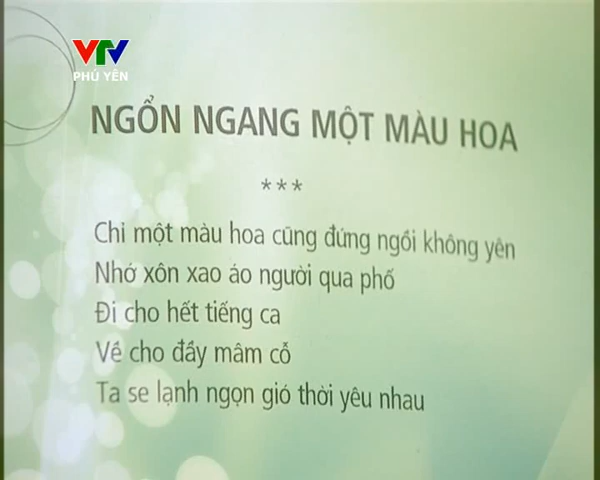 VTV
PHÚ YÊN
NGỔN NGANG MỘT MÀU HOA
***
Chỉ một màu hoa cũng đứng ngồi không yên
Nhớ xôn xao áo người qua phố
Đi cho hết tiếng ca
Về cho đầy mâm cỗ
Ta se lạnh ngọn gió thời yêu nhau